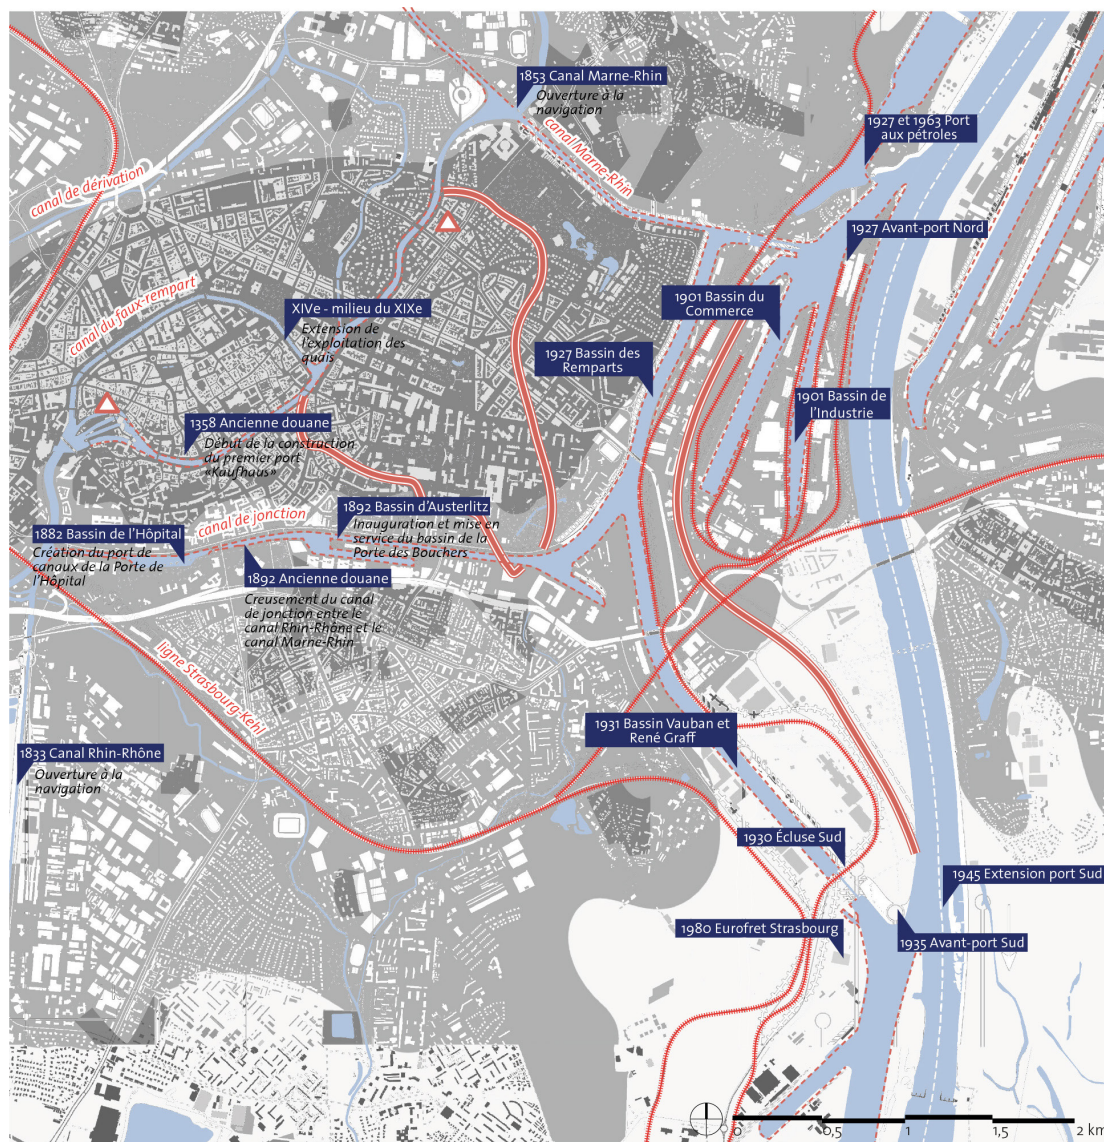 1853 Canal Marne-Rhin
Ouverture à la
navigation
canal Marne-Rhin
1927 et 1963 Port
aux pétroles
canal de dérivation
1927 Avant-port Nord
canal du faux-rempart
XIVe - milieu du XIXe
Extension de
l'exploitation des
quais
1901 Bassin du
Commerce
1927 Bassin des
Remparts
1901 Bassin de
l'Industrie
1358 Ancienne douane
Début de la construction
du premier port
«Kaufhaus»
canal de jonction
1892 Bassin d'Austerlitz
Inauguration et mise en
service du bassin de la
Porte des Bouchers
1882 Bassin de l'Hôpital
Création du port de
canaux de la Porte de
l'Hôpital
1892 Ancienne douane
Creusement du canal
de jonction entre le
canal Rhin-Rhône et le
canal Marne-Rhin
ligne Strasbourg-Kehl
1833 Canal Rhin-Rhône
Ouverture à la
navigation
1931 Bassin Vauban et
René Graff
1930 Écluse Sud
1945 Extension port Sud
1980 Eurofret Strasbourg
1935 Avant-port Sud
0 0,5 1 1,5 2 km